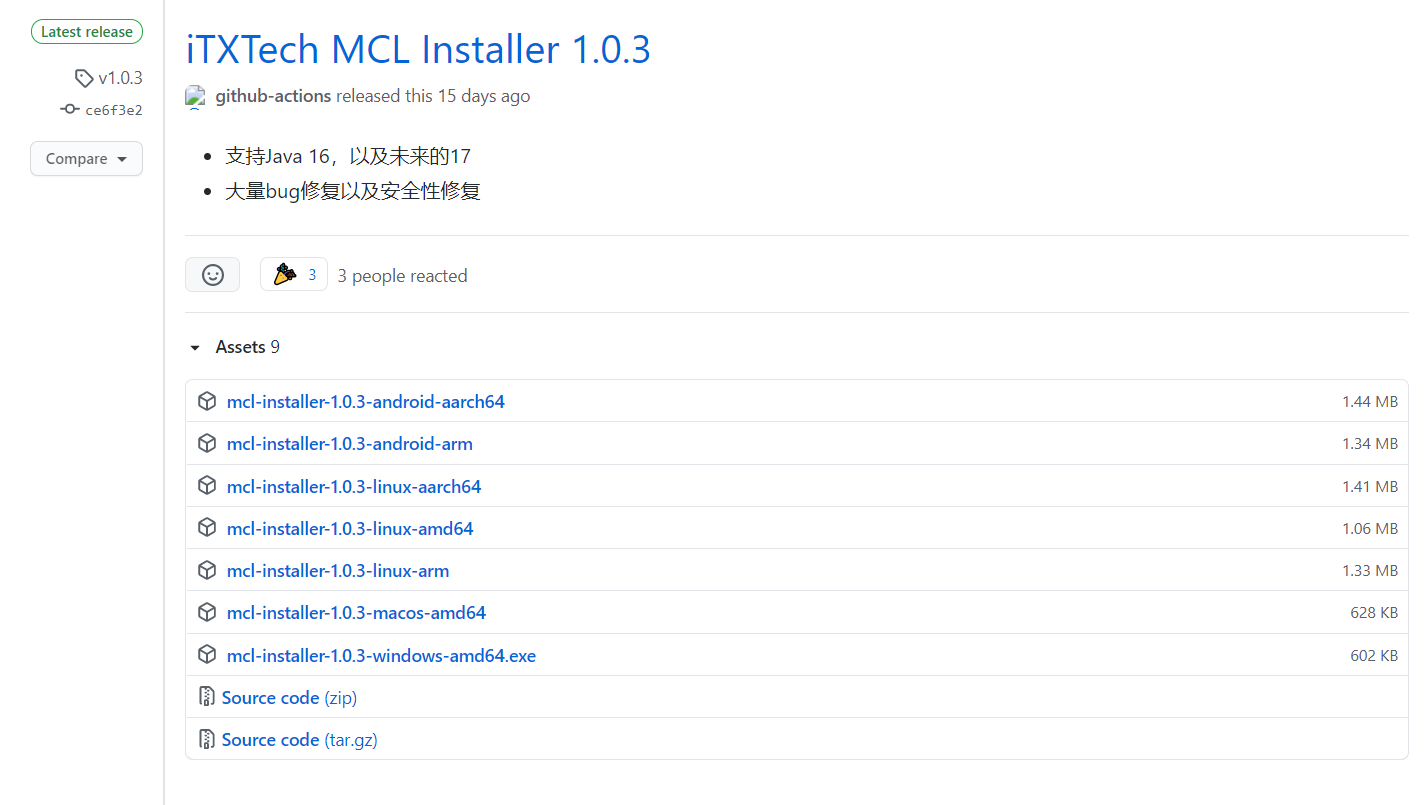 Latest release
v1.0.3
ce6f3e2
Compare
iTXTech MCL Installer 1.0.3
github-actions released this 15 days ago
支持Java 16，以及未来的17
大量bug修复以及安全性修复
3 3 people reacted
Assets 9
mcl-installer-1.0.3-android-aarch64 1.44 MB
mcl-installer-1.0.3-android-arm 1.34 MB
mcl-installer-1.0.3-linux-aarch64 1.41 MB
mcl-installer-1.0.3-linux-amd64 1.06 MB
mcl-installer-1.0.3-linux-arm 1.33 MB
mcl-installer-1.0.3-macos-amd64 628 KB
mcl-installer-1.0.3-windows-amd64.exe 602 KB
Source code (zip)
Source code (tar.gz)